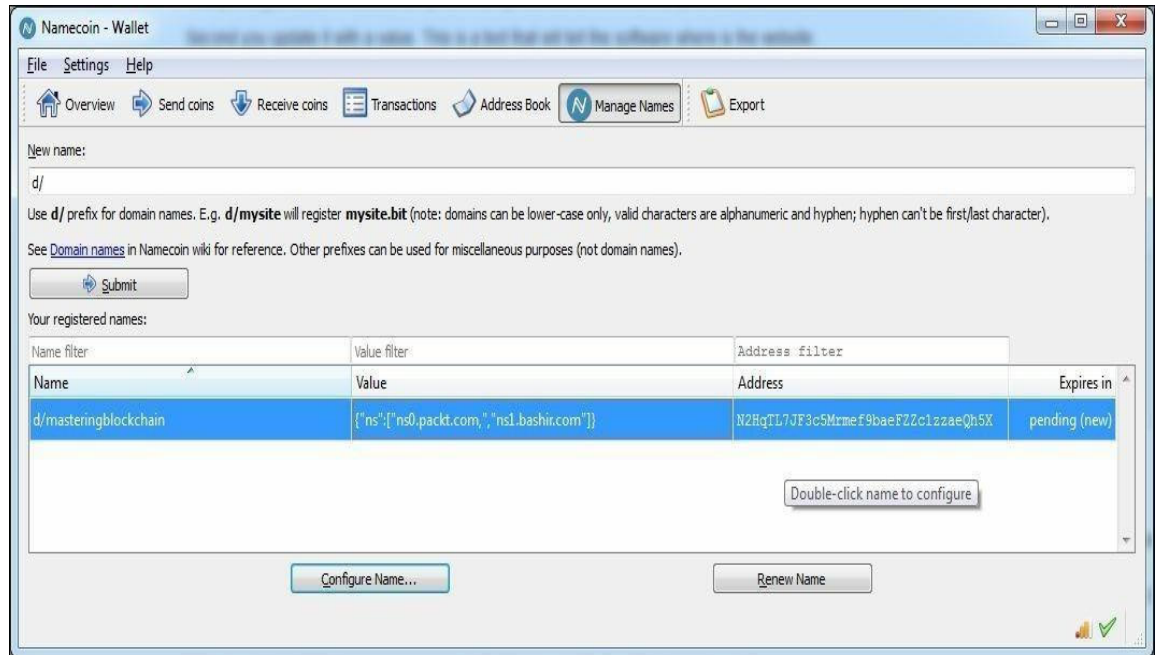 Namecoin - Wallet
File Settings Help
Overview Send coins Receive coins Transactions Address Book Manage Names Export
New name:
d/
Use d/ prefix for domain names. E.g. d/mysite will register mysite.bit (note: domains can be lower-case only, valid characters are alphanumeric and hyphen; hyphen can't be first/last character).
See Domain names in Namecoin wiki for reference. Other prefixes can be used for miscellaneous purposes (not domain names).
Submit
Your registered names:
Name filter Value filter Address filter
Name Value Address Expires in
d/masteringblockchain {"ns":["ns0.packt.com,","ns1.bashir.com"]} N2HqTL7JF3c5Mrmef9baeFZZc1zzaeQh5X pending (new)
Double-click name to configure
Configure Name... Renew Name